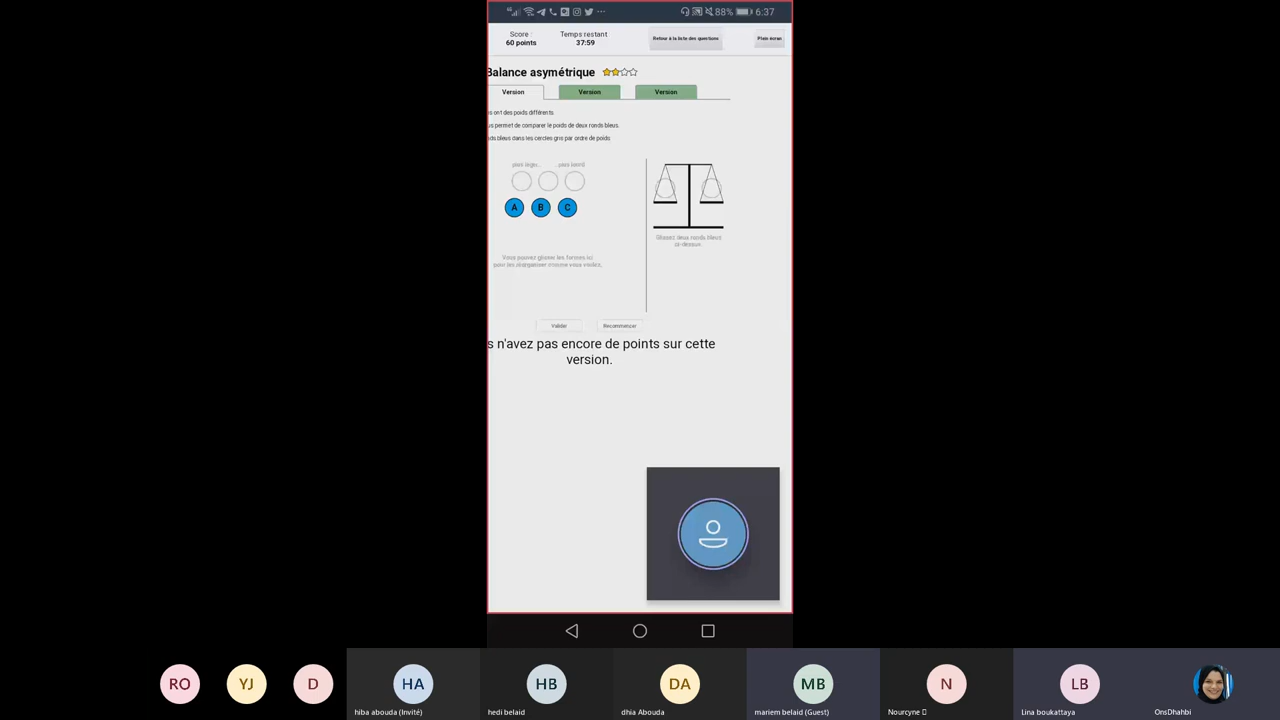 88% 6:37
Score :
60 points
Temps restant
37:59
Retour à la liste des questions
Plein écran
Balance asymétrique
Version
Version
Version
is ont des poids différents.
us permet de comparer le poids de deux ronds bleus.
ds bleus dans les cercles gris par ordre de poids
plus léger...
...plus lourd
A B C
Glissez deux ronds bleus
ci-dessus
Vous pouvez glisser les formes ici
pour les réorganiser comme vous voulez.
Valider
Recommencer
s n'avez pas encore de points sur cette
version.
RO
YJ
D
HA
HB
DA
MB
N
LB
hiba abouda (Invité)
hedi belaid
dhia Abouda
mariem belaid (Guest)
Nourcyne
Lina boukattaya
OnsDhahbi